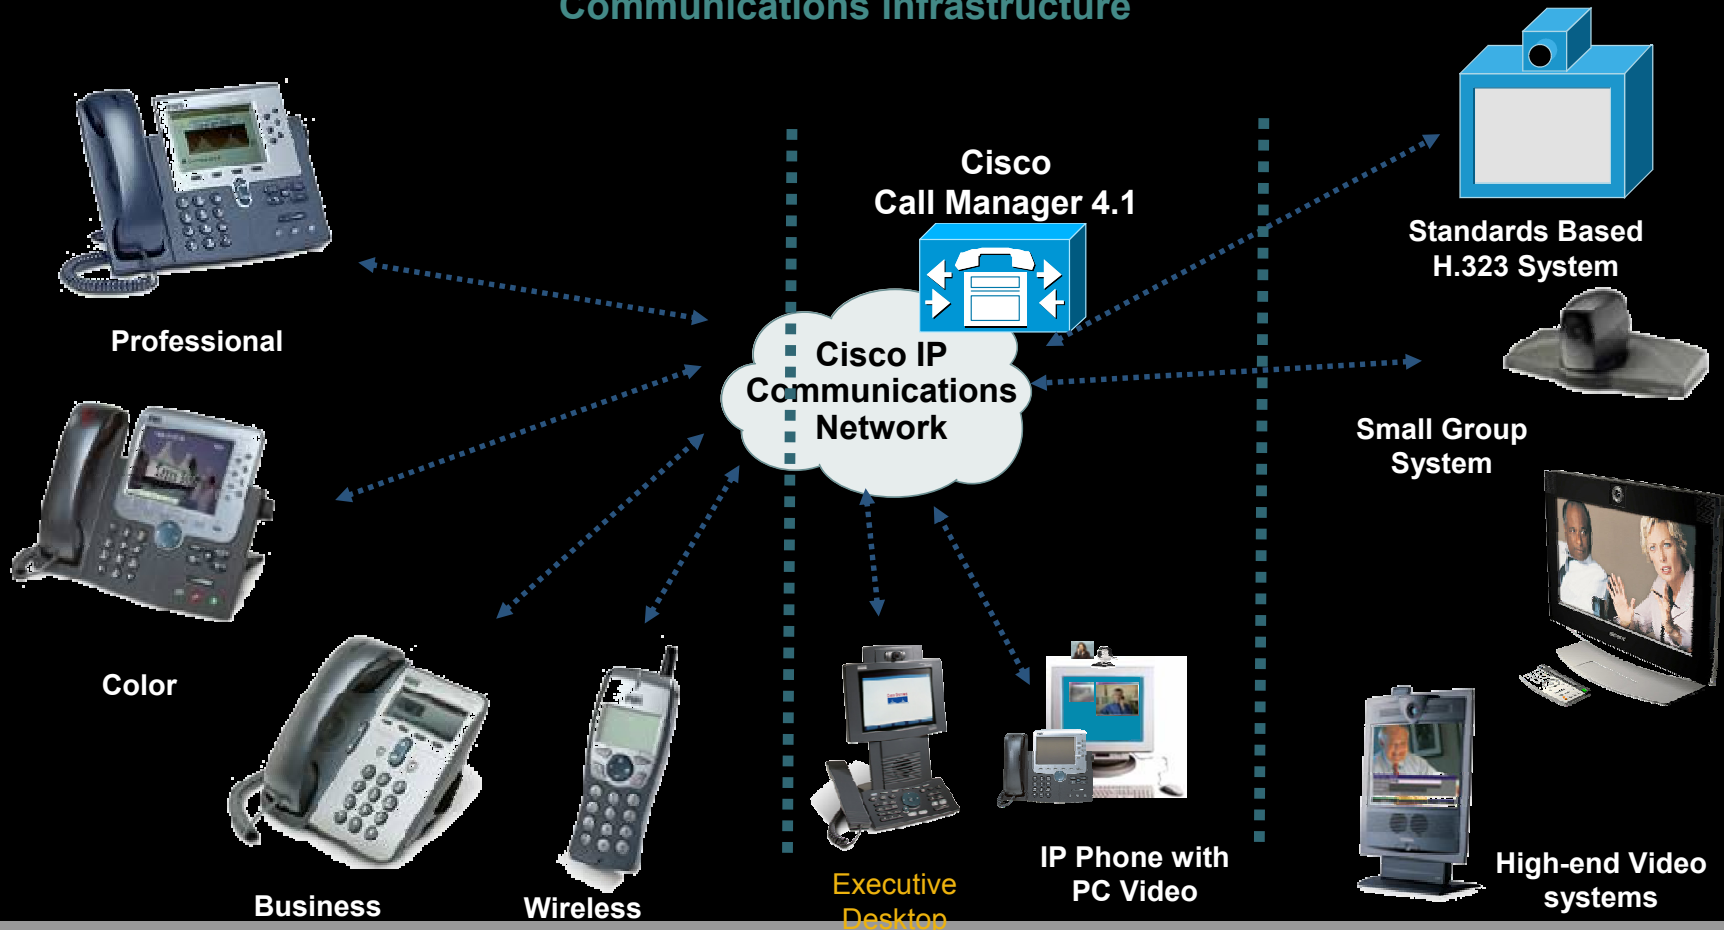 Communications Infrastructure
Cisco
Call Manager 4.1
Standards Based
H.323 System
Professional
Cisco IP
Communications
Network
Small Group
System
Color
IP Phone with
PC Video
High-end Video
systems
Executive
Desktop
Business
Wireless